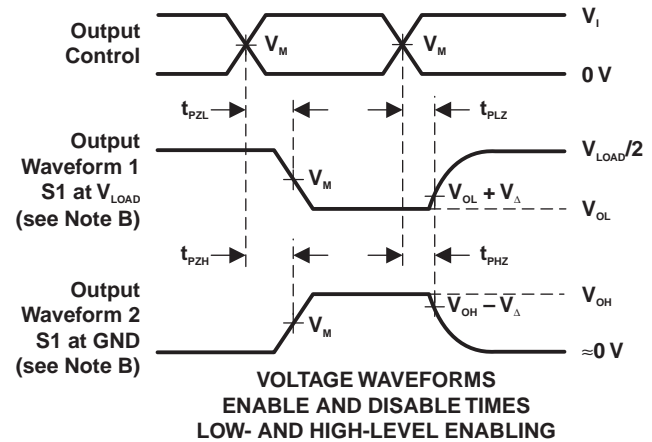 Output
Control
V_M
V_M
V_I
0 V
t_PZL
t_PLZ
Output
Waveform 1
S1 at V_LOAD
(see Note B)
V_M
V_OL + V_Δ
V_LOAD/2
V_OL
t_PZH
t_PHZ
Output
Waveform 2
S1 at GND
(see Note B)
V_M
V_OH – V_Δ
V_OH
≈0 V
VOLTAGE WAVEFORMS
ENABLE AND DISABLE TIMES
LOW- AND HIGH-LEVEL ENABLING